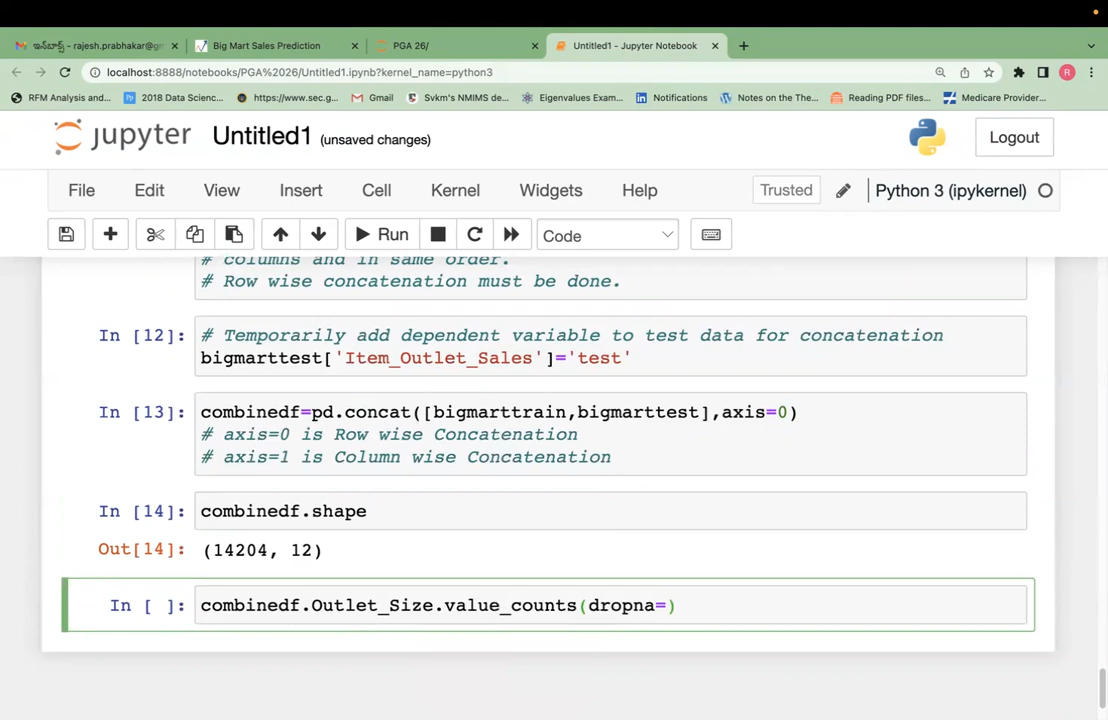 ఇన్‌బాక్స్ - rajesh.prabhakar@gm
Big Mart Sales Prediction
PGA 26/
Untitled1 - Jupyter Notebook
localhost:8888/notebooks/PGA%2026/Untitled1.ipynb?kernel_name=python3
R
RFM Analysis and...
2018 Data Scienc...
https://www.sec.g...
Gmail
Svkm's NMIMS de...
Eigenvalues Exam...
Notifications
Notes on the The...
Reading PDF files...
Medicare Provider...
jupyter Untitled1 (unsaved changes)
Logout
File Edit View Insert Cell Kernel Widgets Help
Trusted
Python 3 (ipykernel)
Run
Code
# columns and in same order.
# Row wise concatenation must be done.
In [12]: # Temporarily add dependent variable to test data for concatenation
bigmarttest['Item_Outlet_Sales']='test'
In [13]: combinedf=pd.concat([bigmarttrain,bigmarttest],axis=0)
# axis=0 is Row wise Concatenation
# axis=1 is Column wise Concatenation
In [14]: combinedf.shape
Out[14]: (14204, 12)
In [ ]: combinedf.Outlet_Size.value_counts(dropna=)